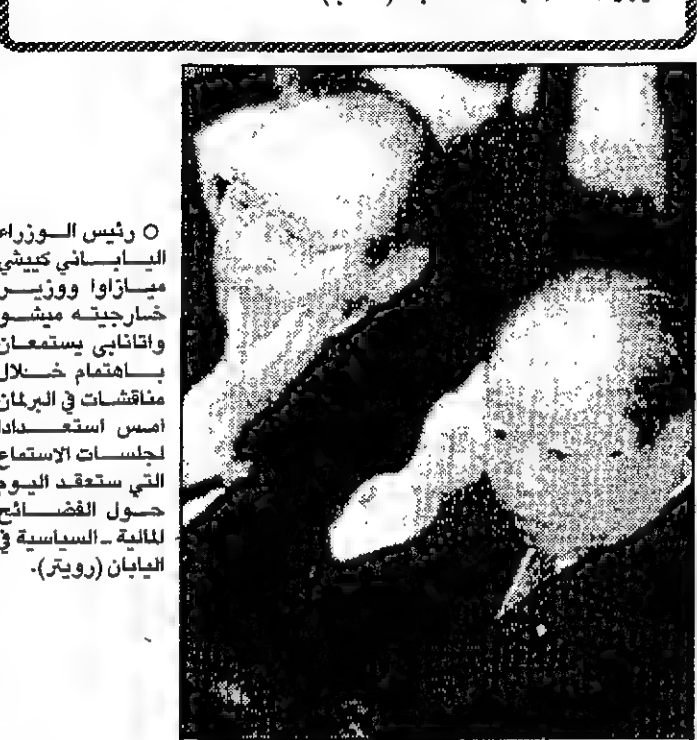 ○ رئيس الوزراء
الياباني كييشي
ميازاوا ووزير
خارجيته ميشو
واتانابي يستمعان
باهتمام خلال
مناقشات في البرلمان
امس استعدادا
لجلسات الاستماع
التي ستعقد اليوم
حول الفضائح
المالية ـ السياسية في
اليابان (رويتر).